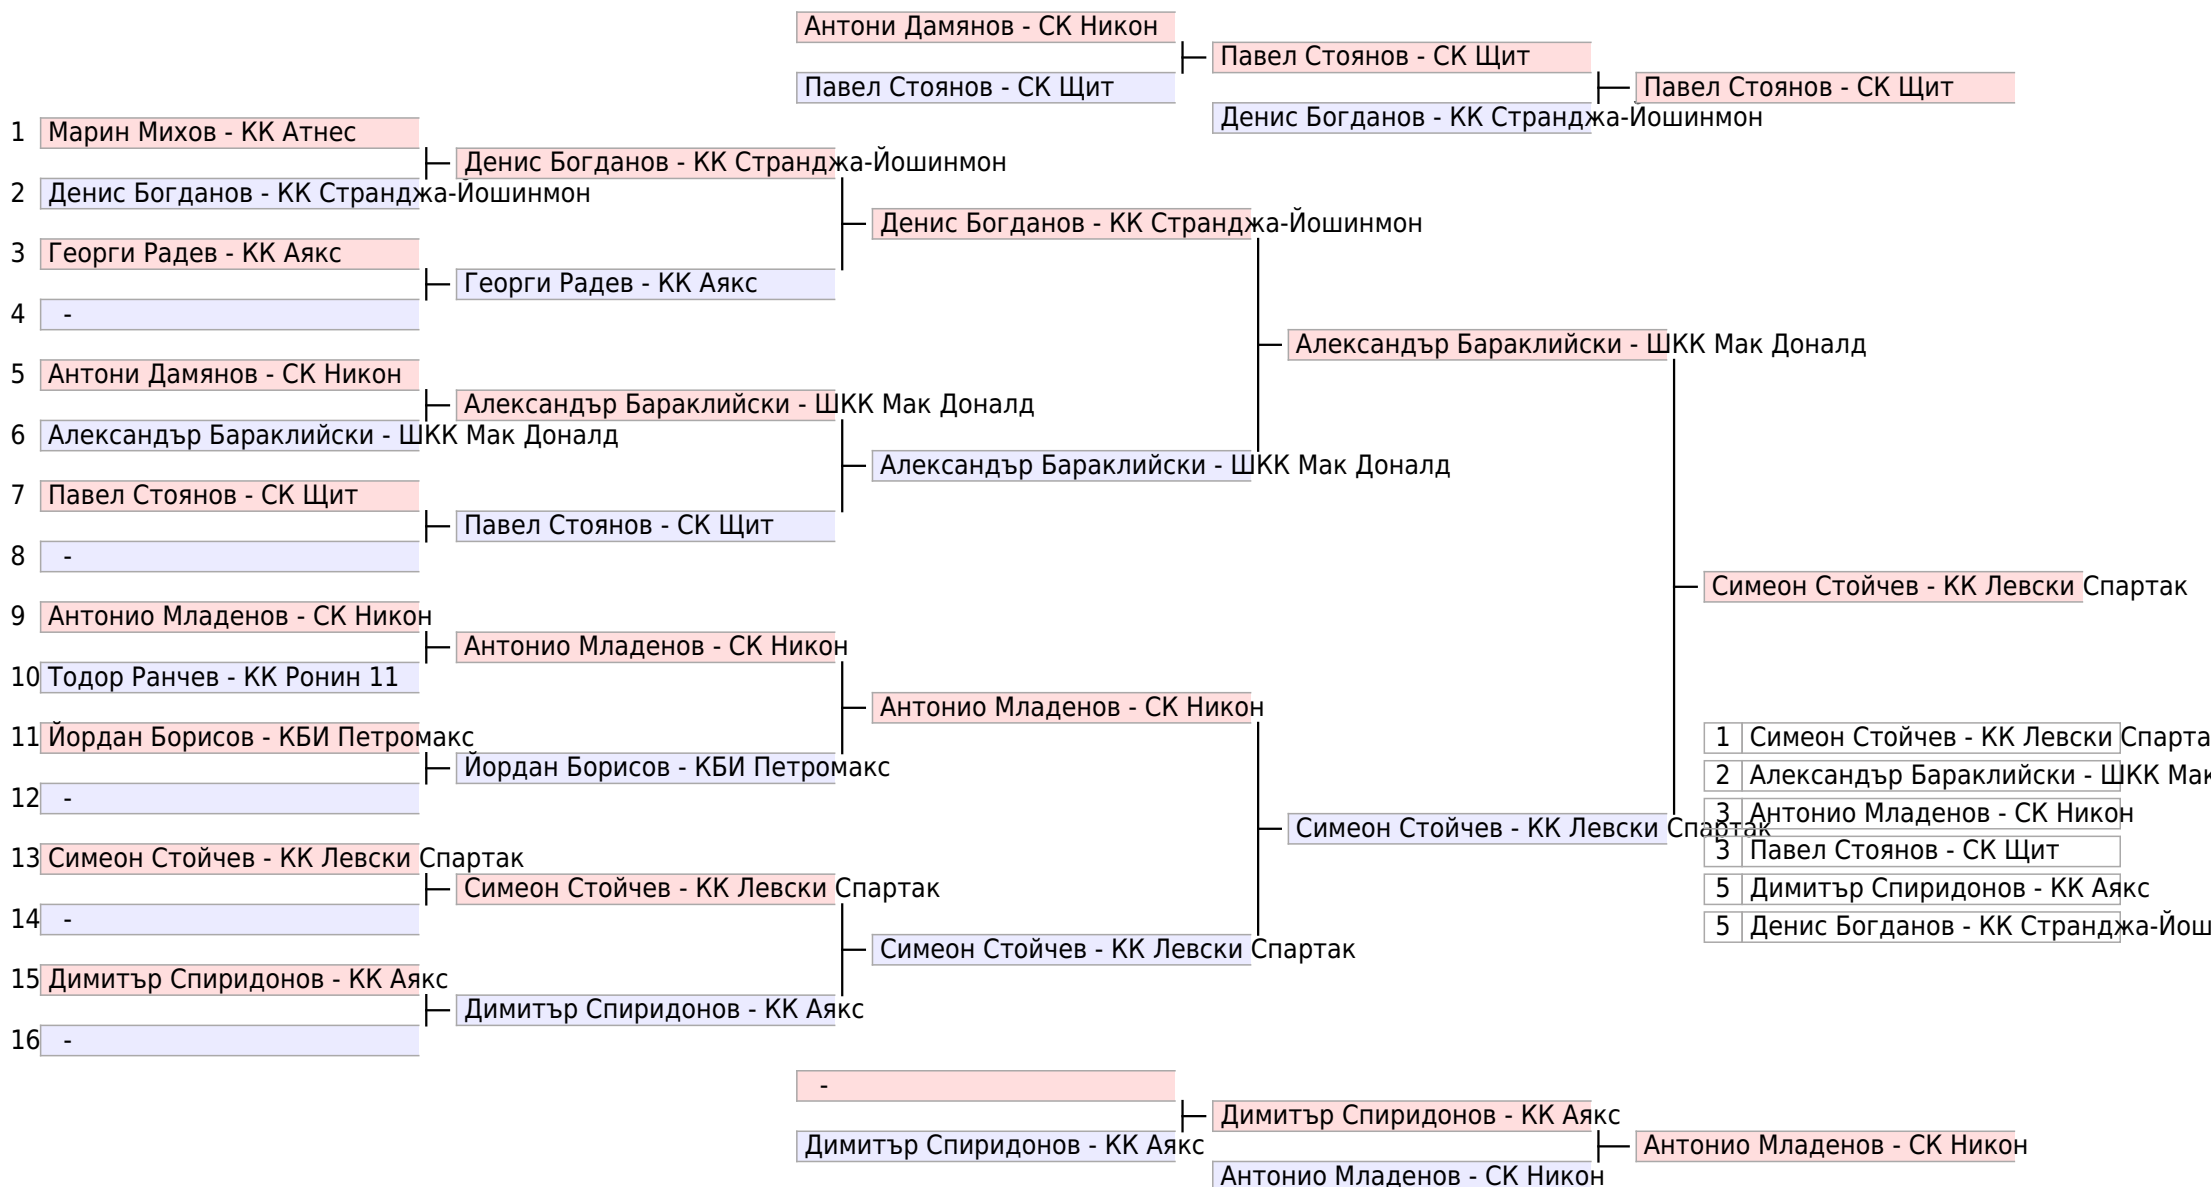 Антони Дамянов - СК Никон
Павел Стоянов - СК Щит
Павел Стоянов - СК Щит
Павел Стоянов - СК Щит
Денис Богданов - КК Странджа-Йошинмон
1 Марин Михов - КК Атнес
Денис Богданов - КК Странджа-Йошинмон
2 Денис Богданов - КК Странджа-Йошинмон
Денис Богданов - КК Странджа-Йошинмон
3 Георги Радев - КК Аякс
Георги Радев - КК Аякс
4 -
Александър Бараклийски - ШКК Мак Доналд
5 Антони Дамянов - СК Никон
Александър Бараклийски - ШКК Мак Доналд
6 Александър Бараклийски - ШКК Мак Доналд
Александър Бараклийски - ШКК Мак Доналд
7 Павел Стоянов - СК Щит
Павел Стоянов - СК Щит
8 -
Симеон Стойчев - КК Левски Спартак
9 Антонио Младенов - СК Никон
Антонио Младенов - СК Никон
10 Тодор Ранчев - КК Ронин 11
Антонио Младенов - СК Никон
11 Йордан Борисов - КБИ Петромакс
Йордан Борисов - КБИ Петромакс
12 -
Симеон Стойчев - КК Левски Спартак
13 Симеон Стойчев - КК Левски Спартак
Симеон Стойчев - КК Левски Спартак
14 -
Симеон Стойчев - КК Левски Спартак
15 Димитър Спиридонов - КК Аякс
Димитър Спиридонов - КК Аякс
16 -
1 Симеон Стойчев - КК Левски Спарта
2 Александър Бараклийски - ШКК Мак
3 Антонио Младенов - СК Никон
3 Павел Стоянов - СК Щит
5 Димитър Спиридонов - КК Аякс
5 Денис Богданов - КК Странджа-Йош
-
Димитър Спиридонов - КК Аякс
Димитър Спиридонов - КК Аякс
Антонио Младенов - СК Никон
Антонио Младенов - СК Никон